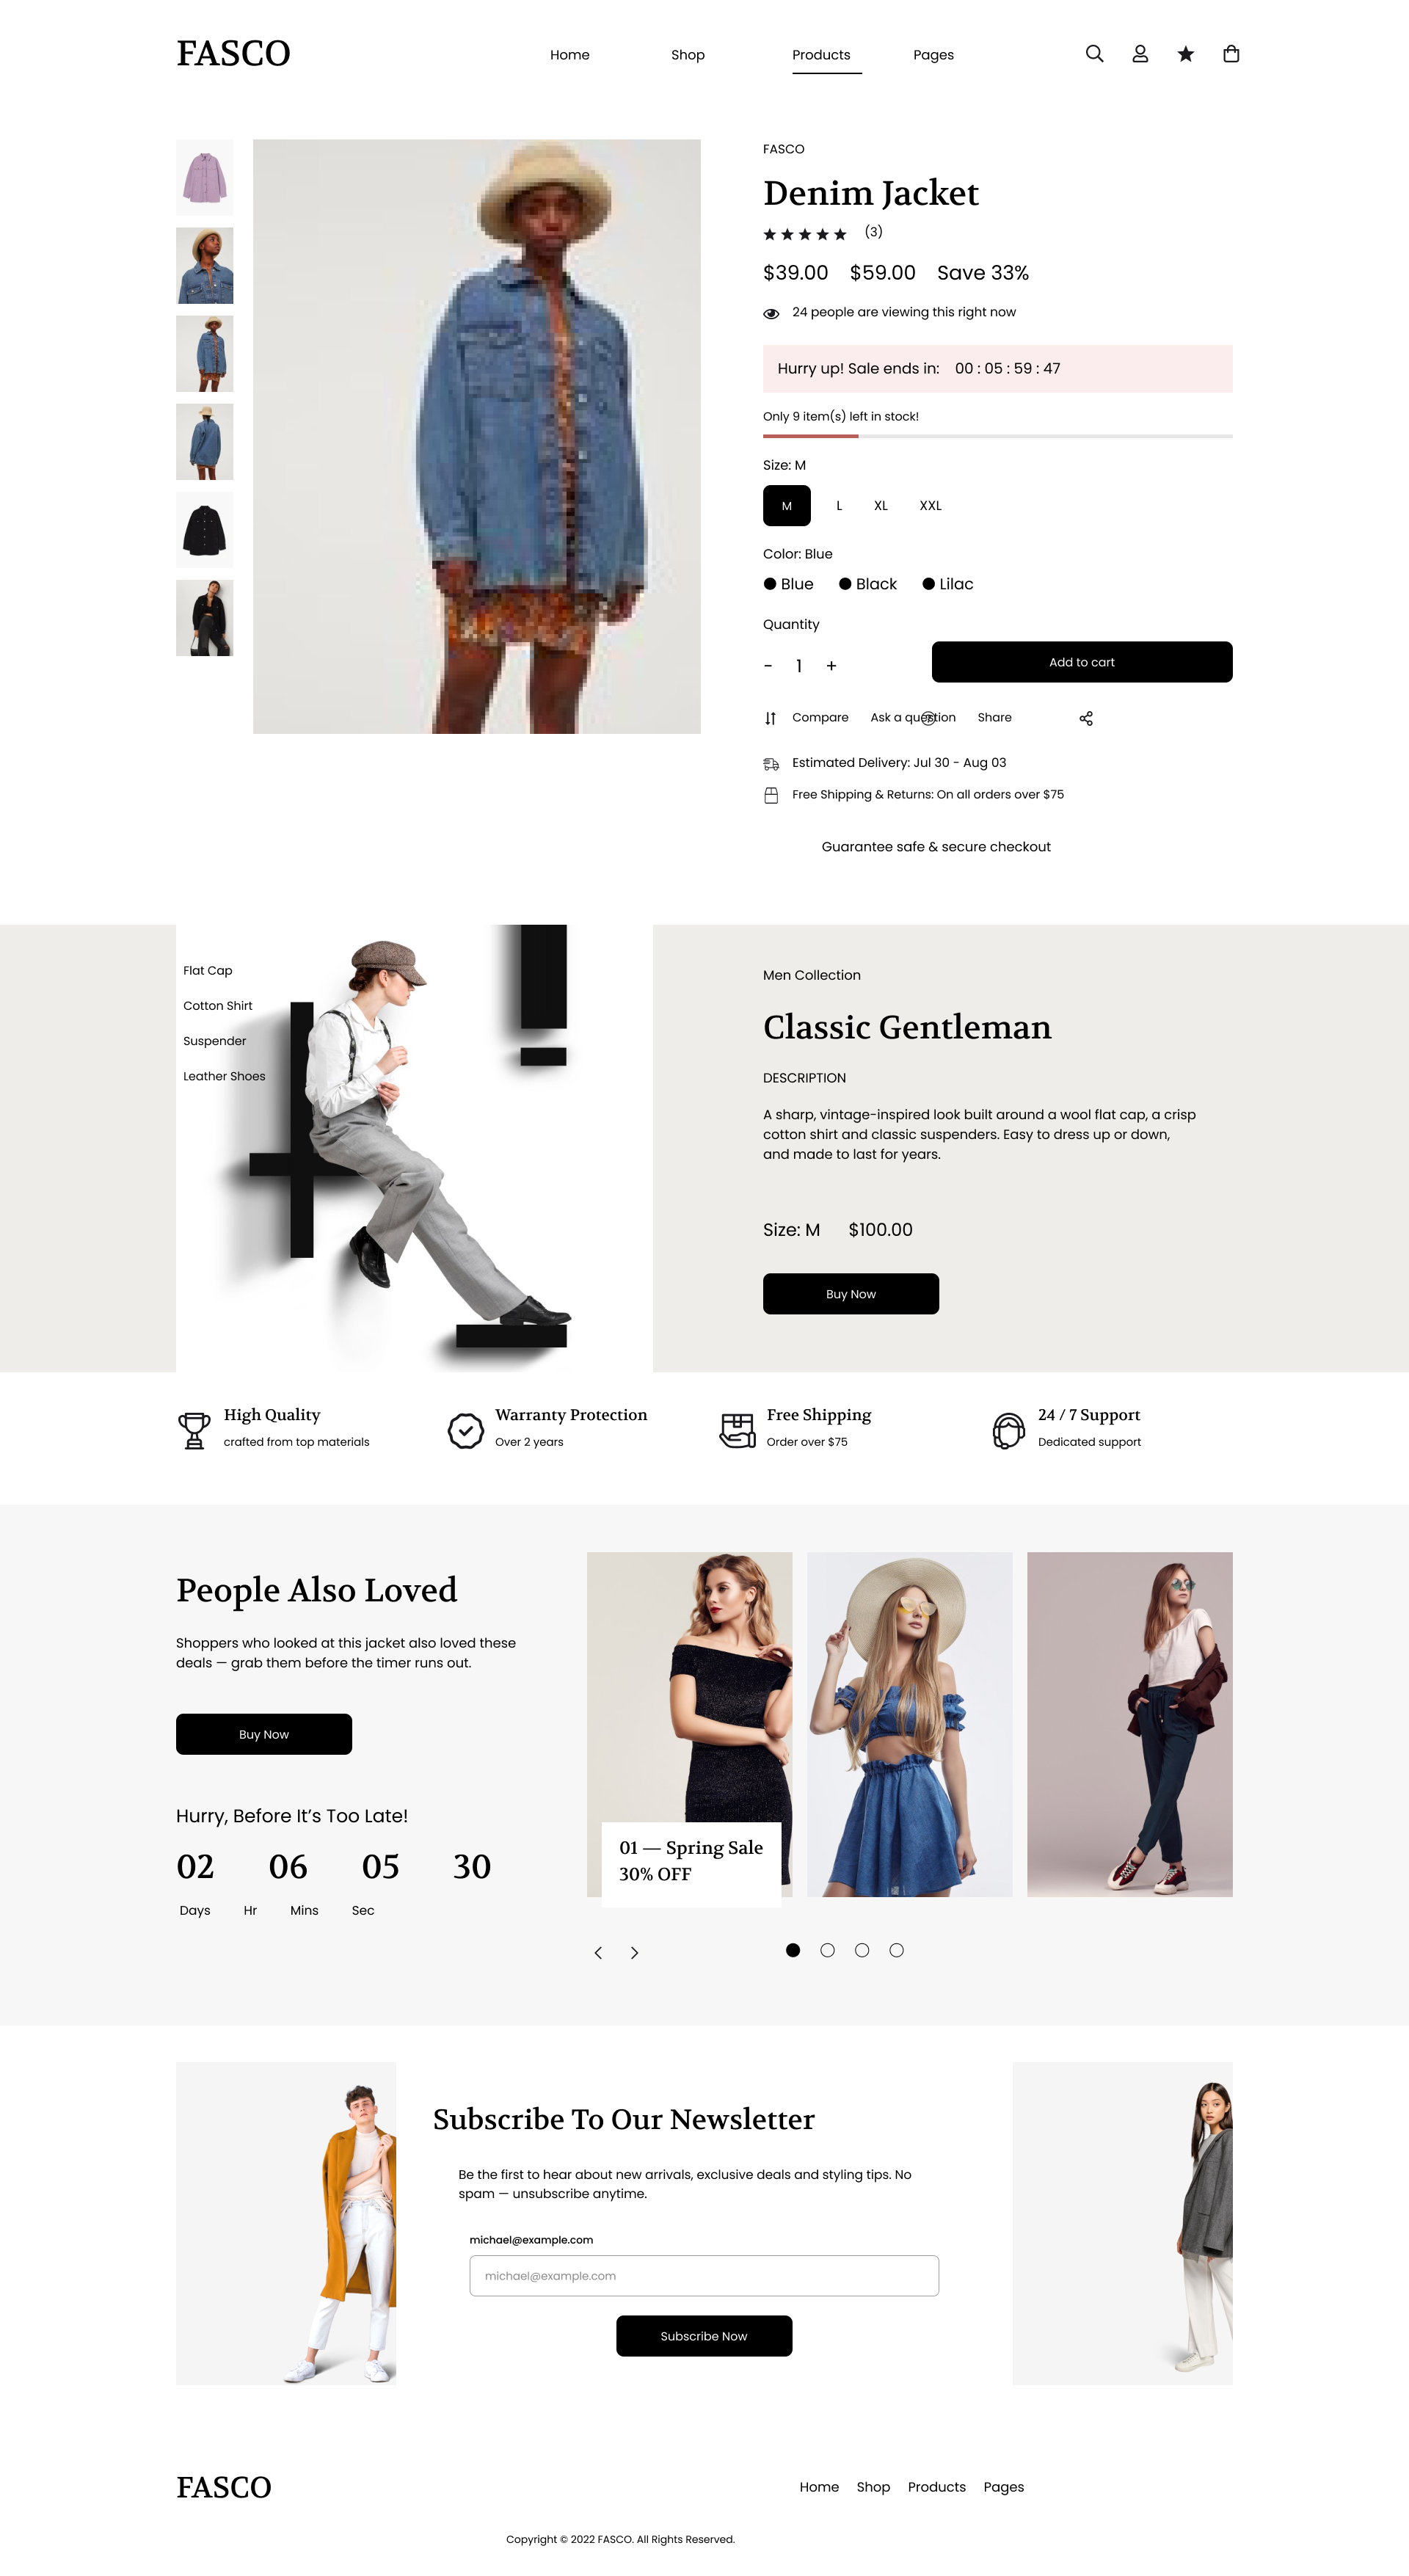 FASCO
Home
Shop
Products
Pages
FASCO
Denim Jacket
(3)
$39.00 $59.00 Save 33%
24 people are viewing this right now
Hurry up! Sale ends in: 00 : 05 : 59 : 47
Only 9 item(s) left in stock!
Size: M
M
L
XL
XXL
Color: Blue
Blue
Black
Lilac
Quantity
- 1 +
Add to cart
Compare
Ask a question
Share
Estimated Delivery: Jul 30 - Aug 03
Free Shipping & Returns: On all orders over $75
Guarantee safe & secure checkout
Flat Cap
Cotton Shirt
Suspender
Leather Shoes
Men Collection
Classic Gentleman
DESCRIPTION
A sharp, vintage-inspired look built around a wool flat cap, a crisp
cotton shirt and classic suspenders. Easy to dress up or down,
and made to last for years.
Size: M $100.00
Buy Now
High Quality
crafted from top materials
Warranty Protection
Over 2 years
Free Shipping
Order over $75
24 / 7 Support
Dedicated support
People Also Loved
Shoppers who looked at this jacket also loved these
deals — grab them before the timer runs out.
Buy Now
Hurry, Before It’s Too Late!
02 06 05 30
Days Hr Mins Sec
01 — Spring Sale
30% OFF
Subscribe To Our Newsletter
Be the first to hear about new arrivals, exclusive deals and styling tips. No
spam — unsubscribe anytime.
michael@example.com
michael@example.com
Subscribe Now
FASCO
Home
Shop
Products
Pages
Copyright © 2022 FASCO. All Rights Reserved.